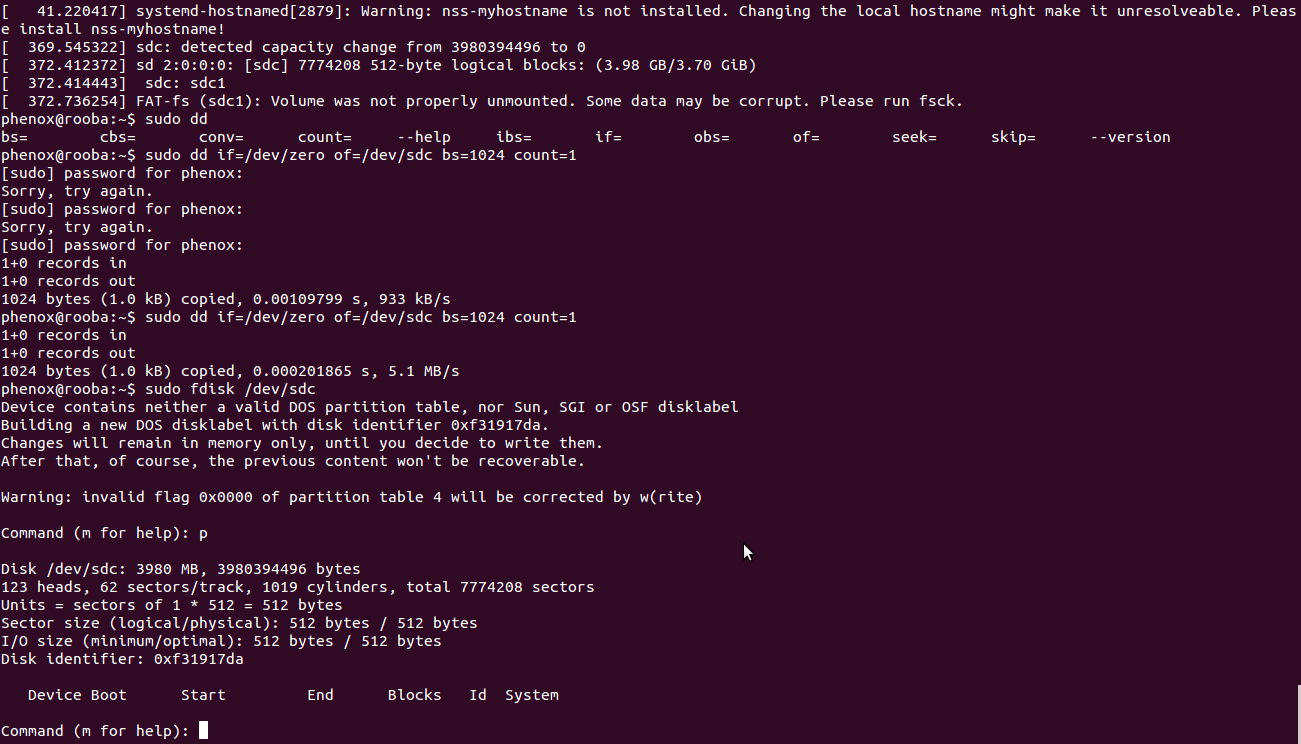 [   41.220417] systemd-hostnamed[2879]: Warning: nss-myhostname is not installed. Changing the local hostname might make it unresolveable. Pleas
e install nss-myhostname!
[  369.545322] sdc: detected capacity change from 3980394496 to 0
[  372.412372] sd 2:0:0:0: [sdc] 7774208 512-byte logical blocks: (3.98 GB/3.70 GiB)
[  372.414443]  sdc: sdc1
[  372.736254] FAT-fs (sdc1): Volume was not properly unmounted. Some data may be corrupt. Please run fsck.
phenox@rooba:~$ sudo dd
bs=        cbs=       conv=      count=     --help     ibs=       if=        obs=       of=        seek=      skip=      --version
phenox@rooba:~$ sudo dd if=/dev/zero of=/dev/sdc bs=1024 count=1
[sudo] password for phenox:
Sorry, try again.
[sudo] password for phenox:
Sorry, try again.
[sudo] password for phenox:
1+0 records in
1+0 records out
1024 bytes (1.0 kB) copied, 0.00109799 s, 933 kB/s
phenox@rooba:~$ sudo dd if=/dev/zero of=/dev/sdc bs=1024 count=1
1+0 records in
1+0 records out
1024 bytes (1.0 kB) copied, 0.000201865 s, 5.1 MB/s
phenox@rooba:~$ sudo fdisk /dev/sdc
Device contains neither a valid DOS partition table, nor Sun, SGI or OSF disklabel
Building a new DOS disklabel with disk identifier 0xf31917da.
Changes will remain in memory only, until you decide to write them.
After that, of course, the previous content won't be recoverable.

Warning: invalid flag 0x0000 of partition table 4 will be corrected by w(rite)

Command (m for help): p

Disk /dev/sdc: 3980 MB, 3980394496 bytes
123 heads, 62 sectors/track, 1019 cylinders, total 7774208 sectors
Units = sectors of 1 * 512 = 512 bytes
Sector size (logical/physical): 512 bytes / 512 bytes
I/O size (minimum/optimal): 512 bytes / 512 bytes
Disk identifier: 0xf31917da

   Device Boot      Start         End      Blocks   Id  System

Command (m for help):